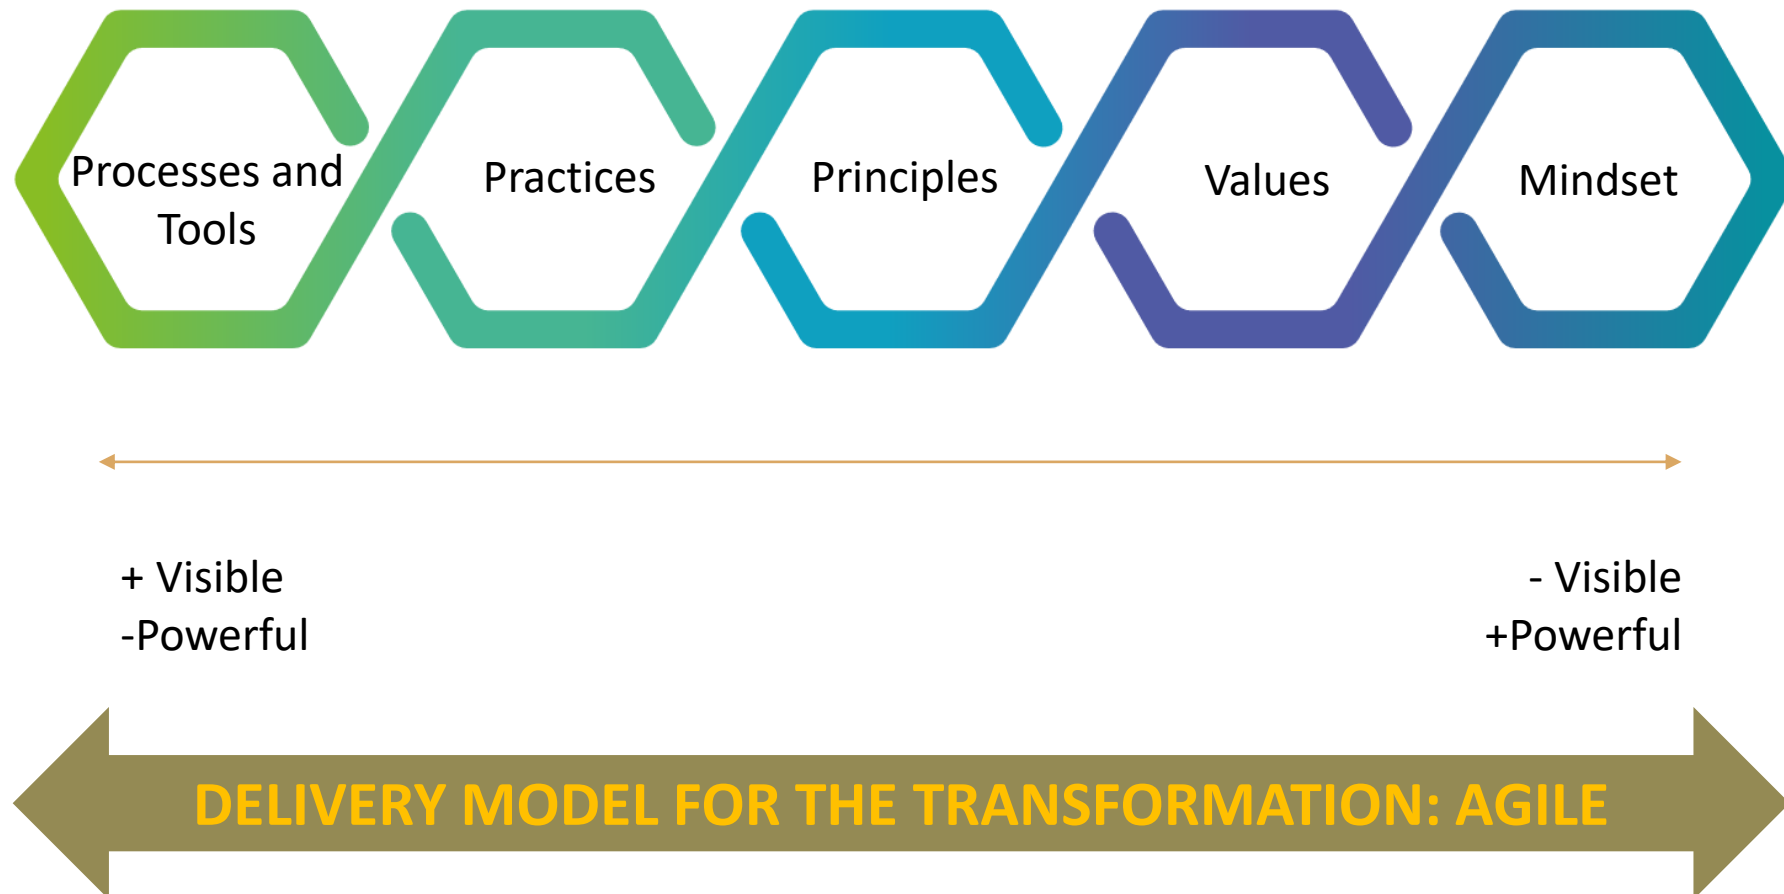 Processes and
Tools
Practices
Principles
Values
Mindset
+ Visible
-Powerful
- Visible
+Powerful
DELIVERY MODEL FOR THE TRANSFORMATION: AGILE